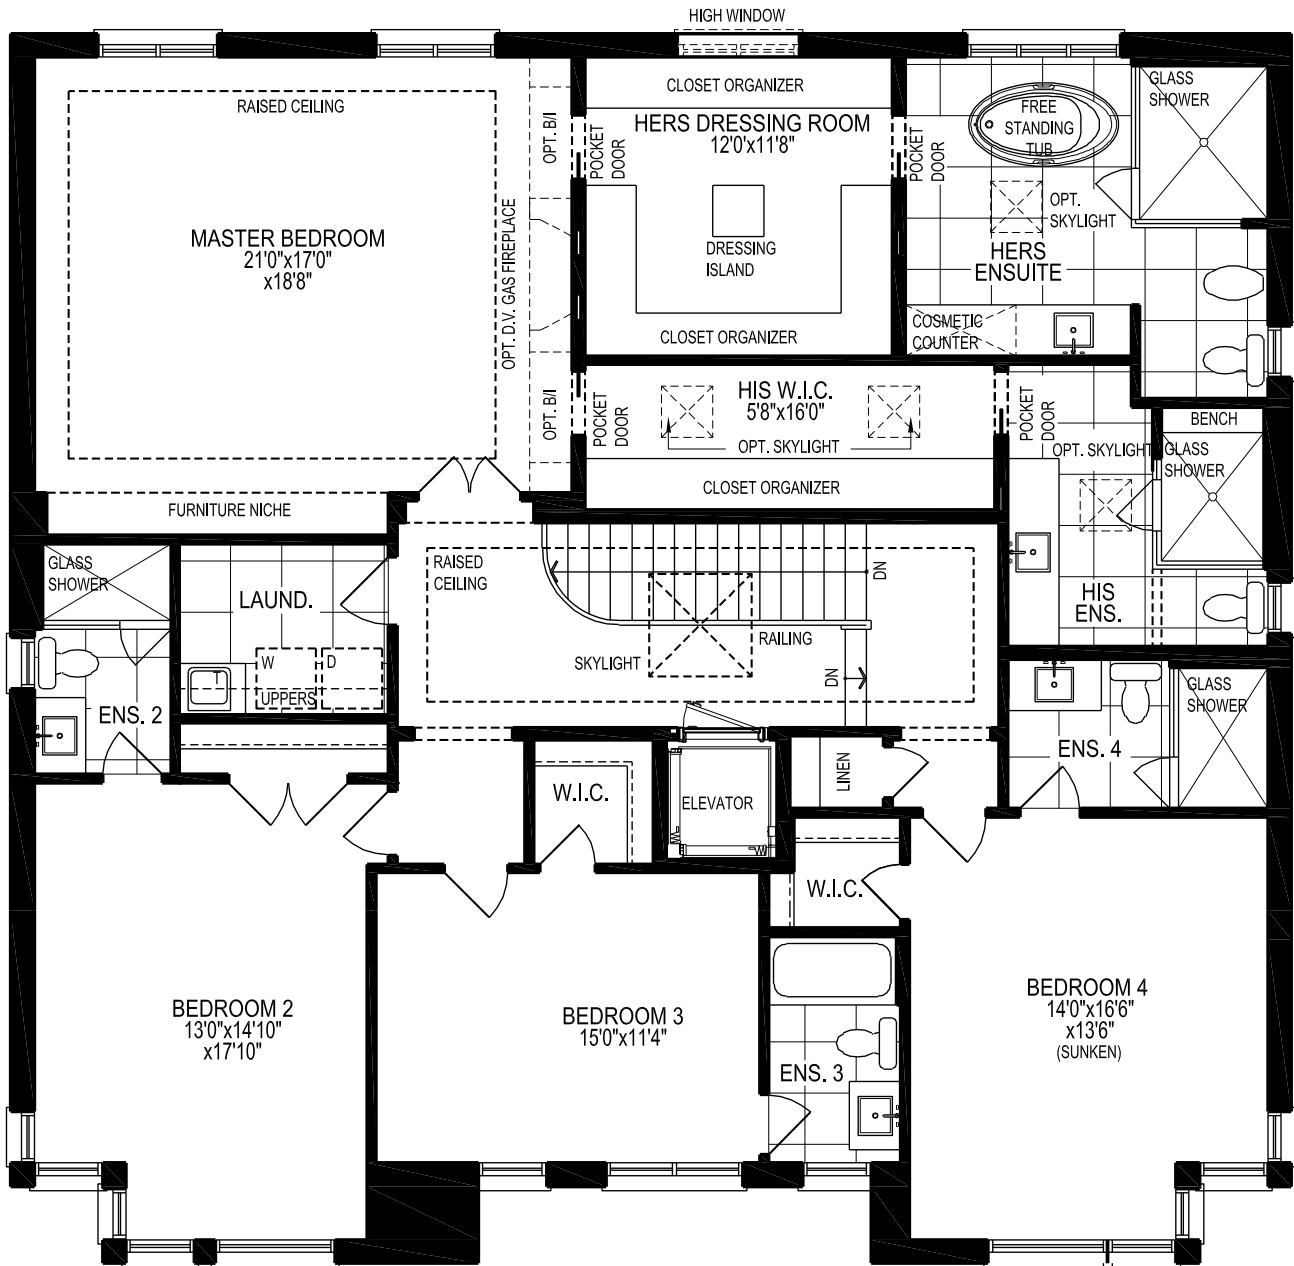 HIGH WINDOW
RAISED CEILING
MASTER BEDROOM
21'0"x17'0"
x18'8"
OPT. B/I
OPT. D.V. GAS FIREPLACE
OPT. B/I
POCKET
DOOR
CLOSET ORGANIZER
HERS DRESSING ROOM
12'0'x11'8"
DRESSING
ISLAND
CLOSET ORGANIZER
POCKET
DOOR
FREE
STANDING
TUB
GLASS
SHOWER
OPT.
SKYLIGHT
HERS
ENSUITE
COSMETIC
COUNTER
POCKET
DOOR
HIS W.I.C.
5'8"x16'0"
OPT. SKYLIGHT
CLOSET ORGANIZER
POCKET
DOOR
OPT. SKYLIGHT
BENCH
GLASS
SHOWER
HIS
ENS.
FURNITURE NICHE
GLASS
SHOWER
LAUND.
W
D
UPPERS
ENS. 2
RAISED
CEILING
DN
SKYLIGHT
RAILING
DN
ENS. 4
GLASS
SHOWER
W.I.C.
ELEVATOR
LINEN
W.I.C.
BEDROOM 2
13'0"x14'10"
x17'10"
BEDROOM 3
15'0"x11'4"
ENS. 3
BEDROOM 4
14'0"x16'6"
x13'6"
(SUNKEN)